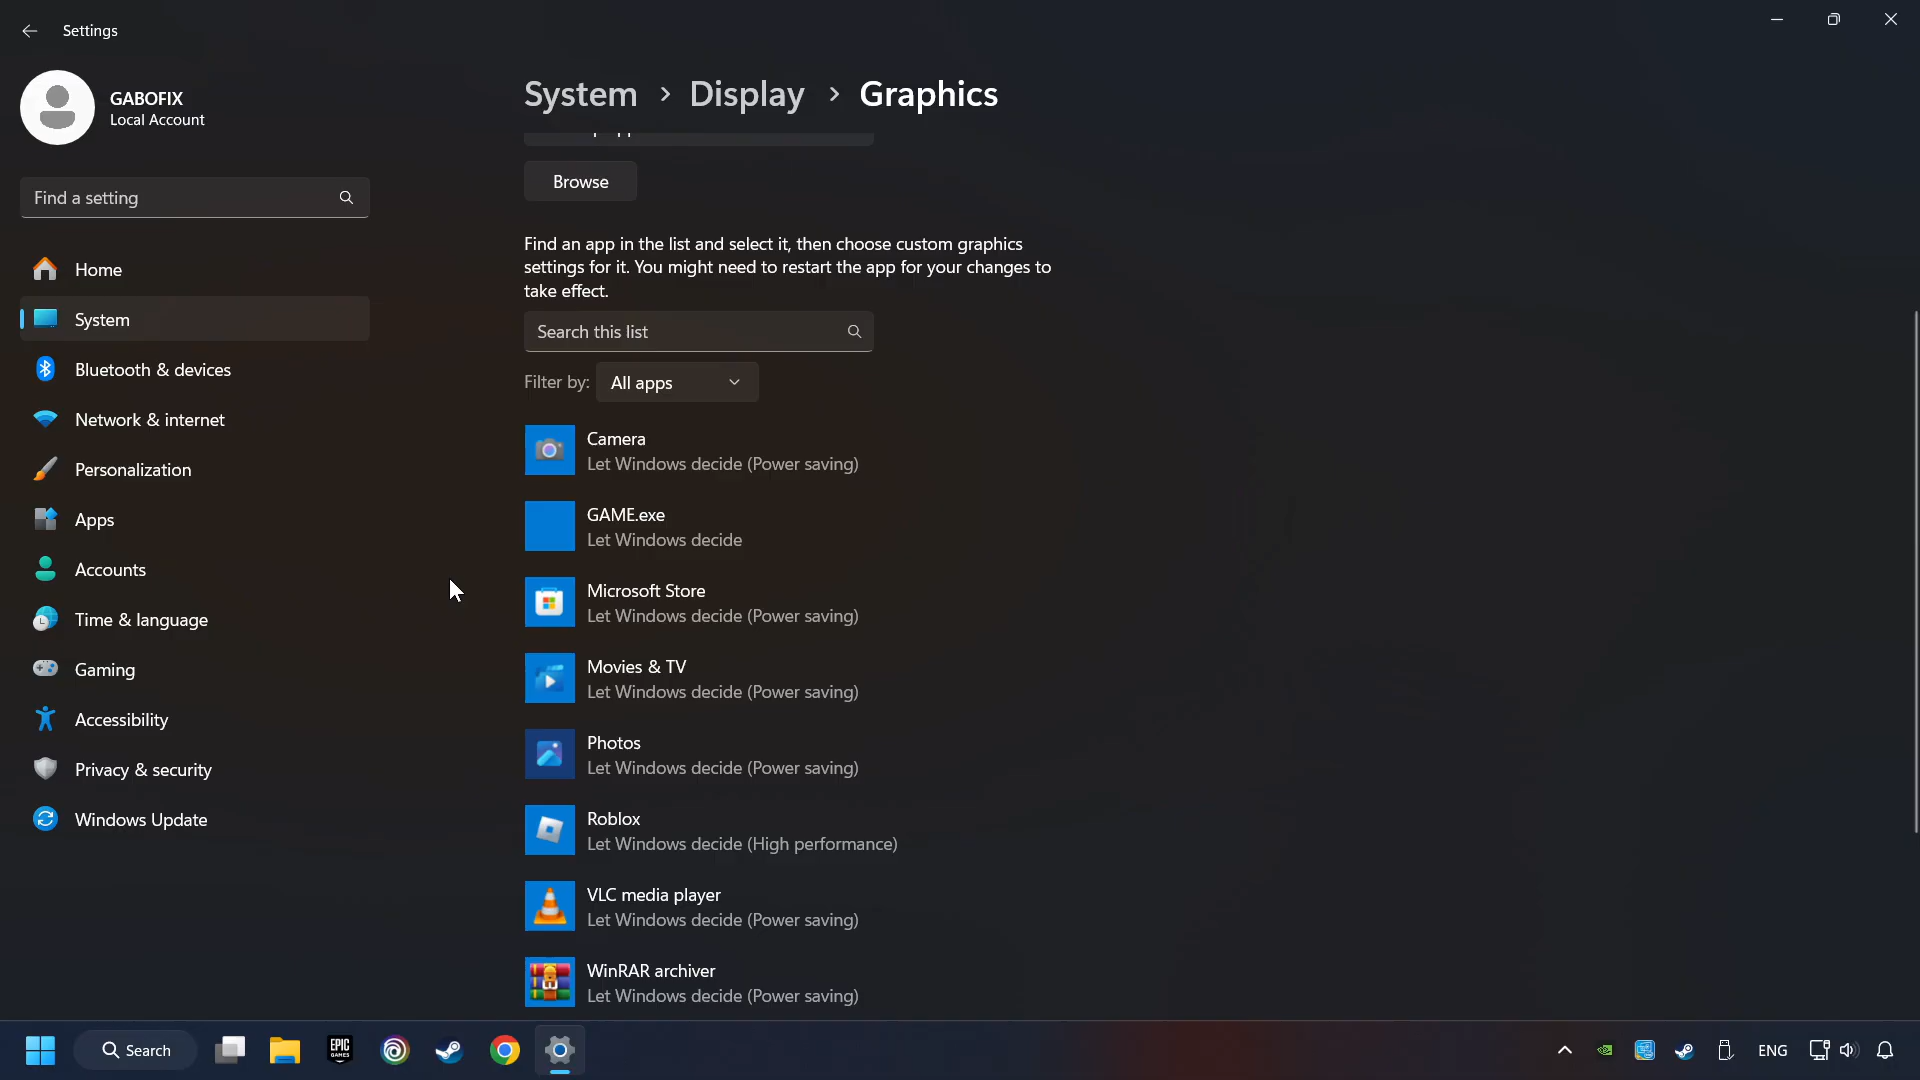 Settings
GABOFIX
Local Account
Find a setting
Home
System
Bluetooth & devices
Network & internet
Personalization
Apps
Accounts
Time & language
Gaming
Accessibility
Privacy & security
Windows Update
System > Display > Graphics
Browse
Find an app in the list and select it, then choose custom graphics
settings for it. You might need to restart the app for your changes to
take effect.
Search this list
Filter by: All apps
Camera
Let Windows decide (Power saving)
GAME.exe
Let Windows decide
Microsoft Store
Let Windows decide (Power saving)
Movies & TV
Let Windows decide (Power saving)
Photos
Let Windows decide (Power saving)
Roblox
Let Windows decide (High performance)
VLC media player
Let Windows decide (Power saving)
WinRAR archiver
Let Windows decide (Power saving)
Search
EPIC
GAMES
ENG